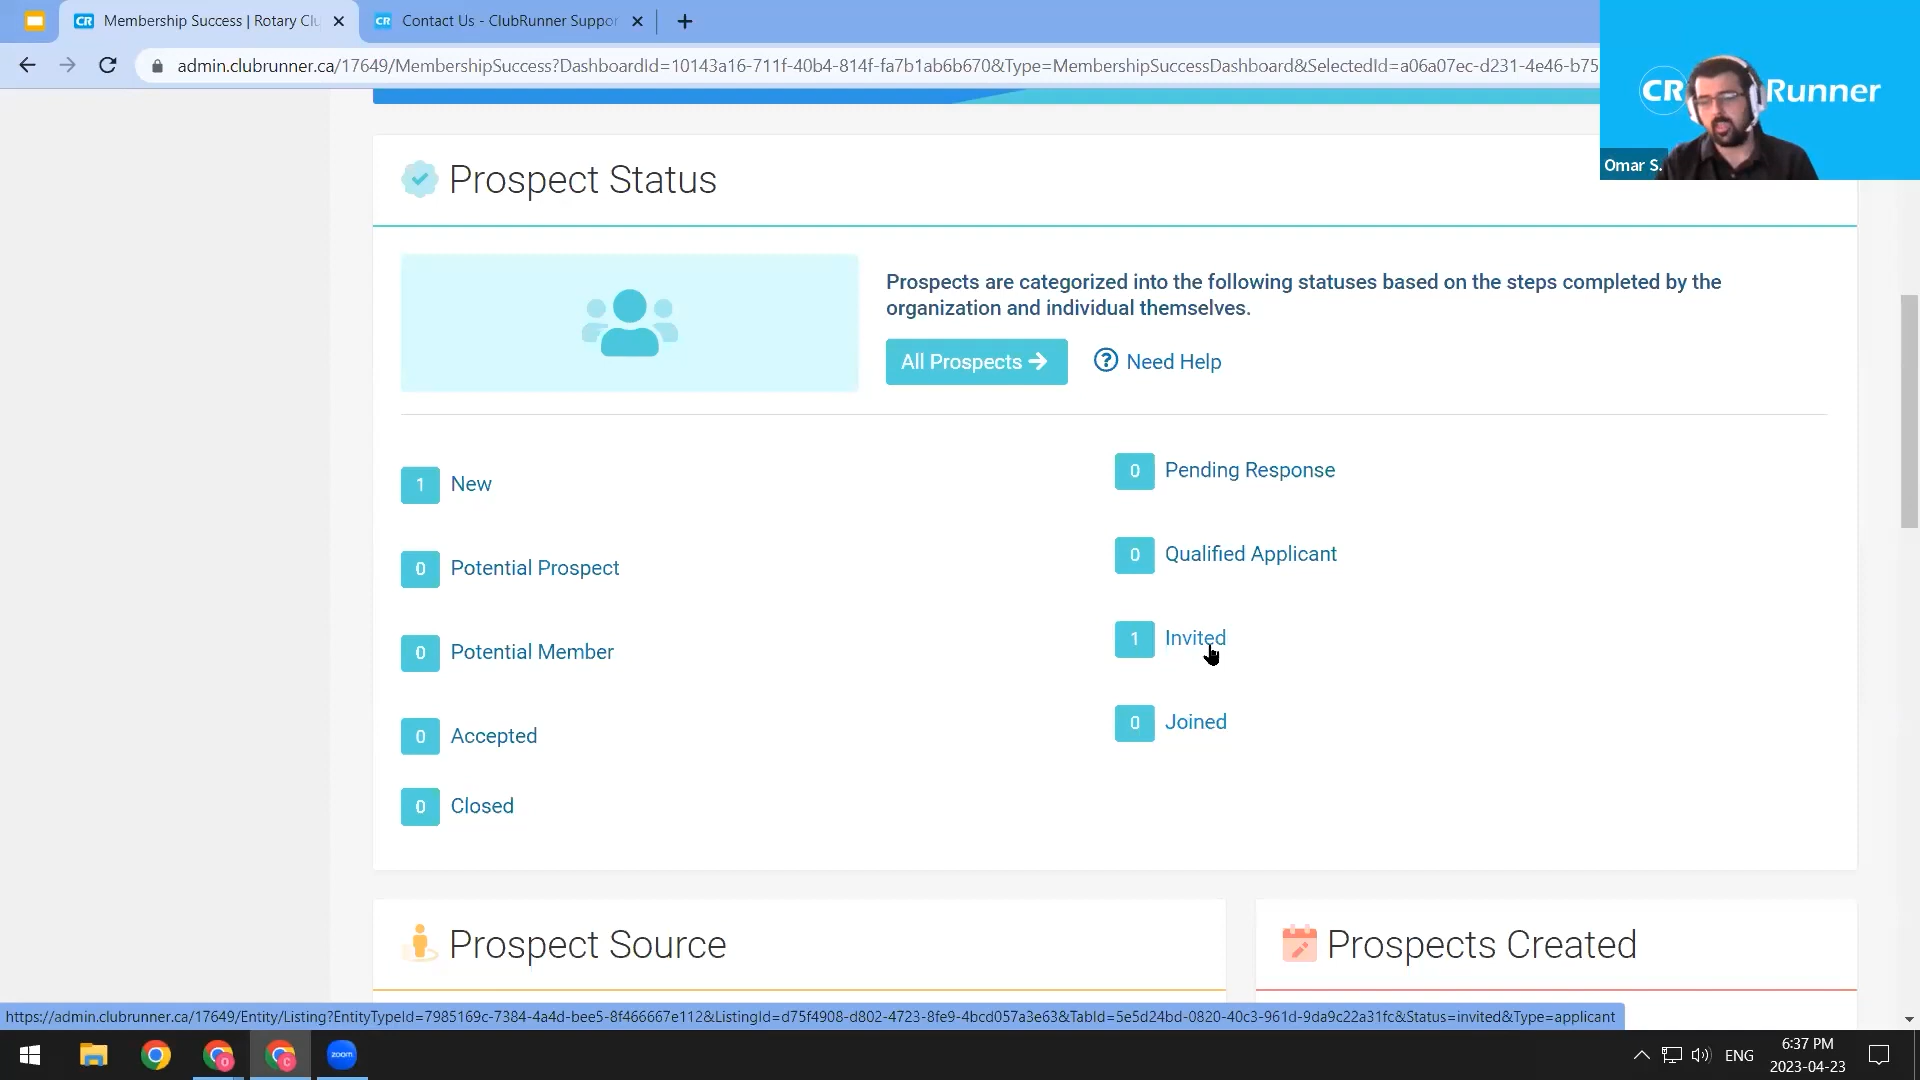 Membership Success | Rotary Clu
Contact Us - ClubRunner Suppor
admin.clubrunner.ca/17649/MembershipSuccess?DashboardId=10143a16-711f-40b4-814f-fa7b1ab6b670&Type=MembershipSuccessDashboard&SelectedId=a06a07ec-d231-4e46-b75
CR Runner
Omar S.
Prospect Status
Prospects are categorized into the following statuses based on the steps completed by the
organization and individual themselves.
All Prospects
Need Help
1 New
0 Potential Prospect
0 Potential Member
0 Accepted
0 Closed
0 Pending Response
0 Qualified Applicant
1 Invited
0 Joined
Prospect Source
Prospects Created
https://admin.clubrunner.ca/17649/Entity/Listing?EntityTypeId=7985169c-7384-4a4d-bee5-8f466667e112&ListingId=d75f4908-d802-4723-8fe9-4bcd057a3e63&TabId=5e5d24bd-0820-40c3-961d-9da9c22a31fc&Status=invited&Type=applicant
zoom
ENG
6:37 PM
2023-04-23